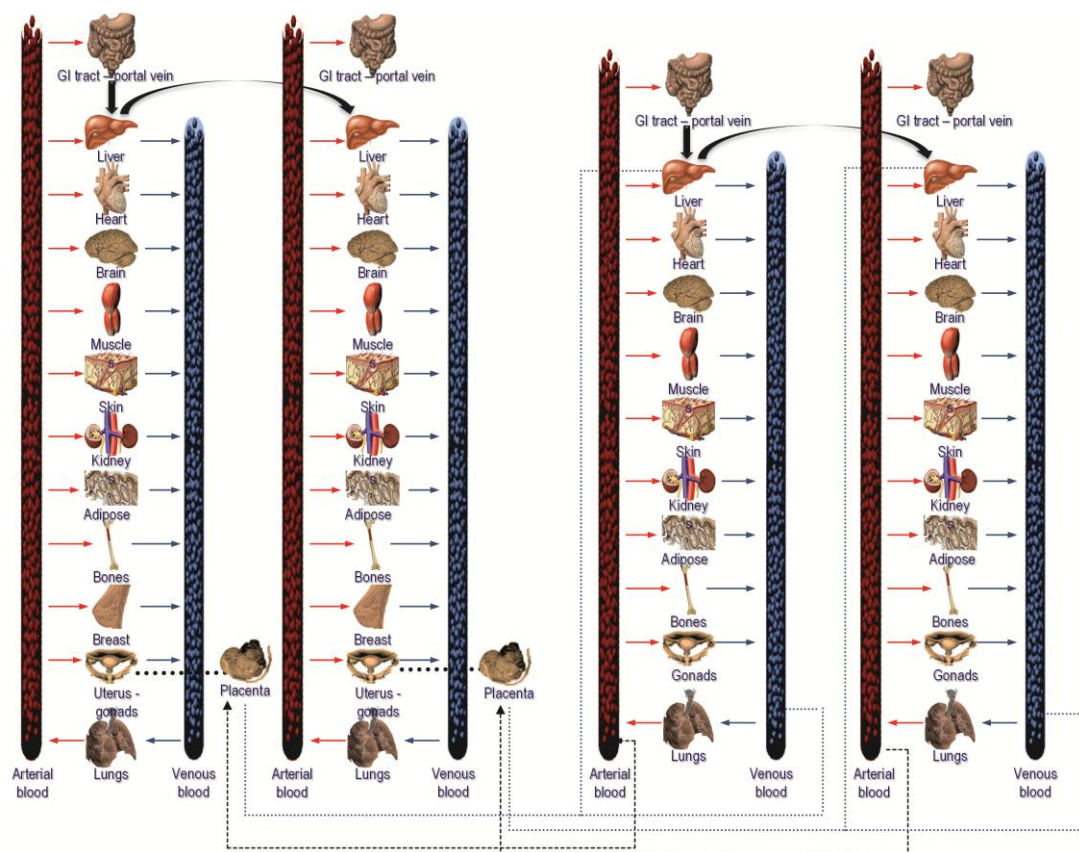 GI tract – portal vein
Liver
Heart
Brain
Muscle
s
Skin
Kidney
s
Adipose
Bones
Breast
Uterus -
gonads
Lungs
Arterial
blood
Venous
blood
Placenta
GI tract – portal vein
Liver
Heart
Brain
Muscle
s
Skin
Kidney
s
Adipose
Bones
Breast
Uterus -
gonads
Lungs
Arterial
blood
Venous
blood
Placenta
GI tract – portal vein
Liver
Heart
Brain
Muscle
s
Skin
Kidney
s
Adipose
Bones
Gonads
Lungs
Arterial
blood
Venous
blood
GI tract – portal vein
Liver
Heart
Brain
Muscle
s
Skin
Kidney
s
Adipose
Bones
Gonads
Lungs
Arterial
blood
Venous
blood